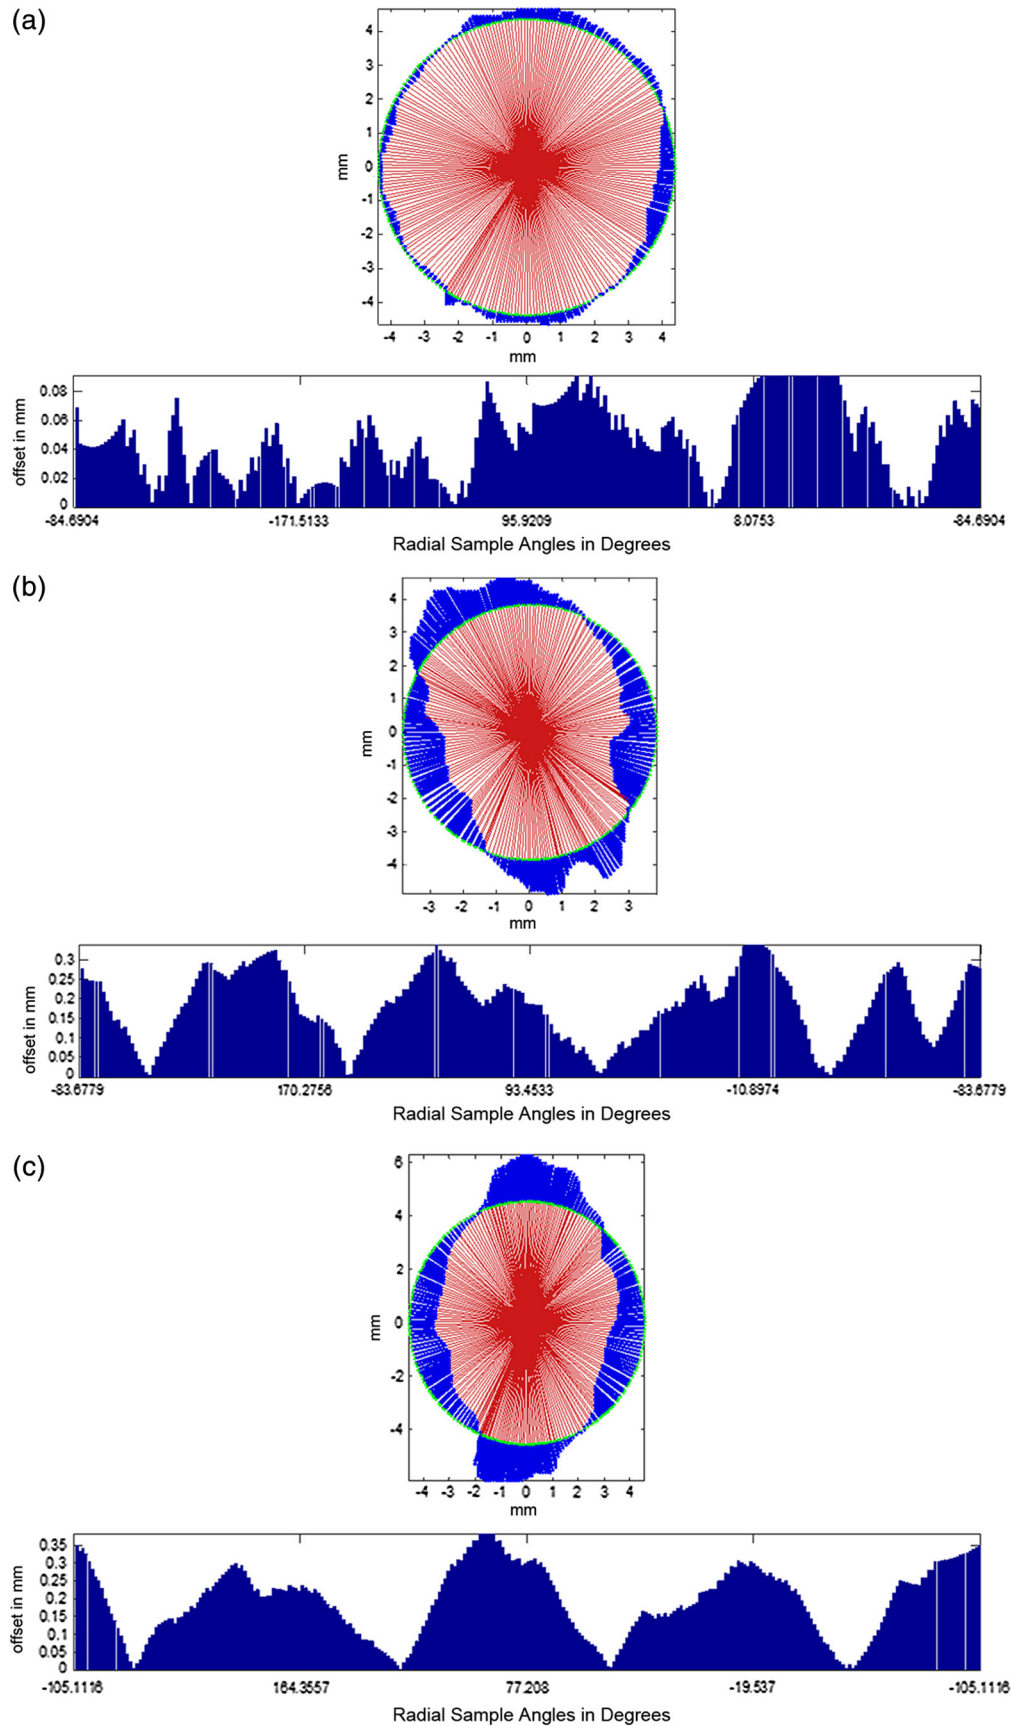 (a)
4
3
2
1
0
-1
-2
-3
-4
mm
-4 -3 -2 -1 0 1 2 3 4
mm
0.08
0.06
0.04
0.02
0
offset in mm
-84.6904 -171.5133 95.9209 8.0753 -84.6904
Radial Sample Angles in Degrees
(b)
4
3
2
1
0
-1
-2
-3
-4
mm
-3 -2 -1 0 1 2 3
mm
0.3
0.25
0.2
0.15
0.1
0.05
0
offset in mm
-83.6779 170.2756 93.4533 -10.8974 -83.6779
Radial Sample Angles in Degrees
(c)
6
4
2
0
-2
-4
mm
-4 -3 -2 -1 0 1 2 3 4
mm
0.35
0.3
0.25
0.2
0.15
0.1
0.05
0
offset in mm
-105.1116 164.3557 77.208 -19.537 -105.1116
Radial Sample Angles in Degrees